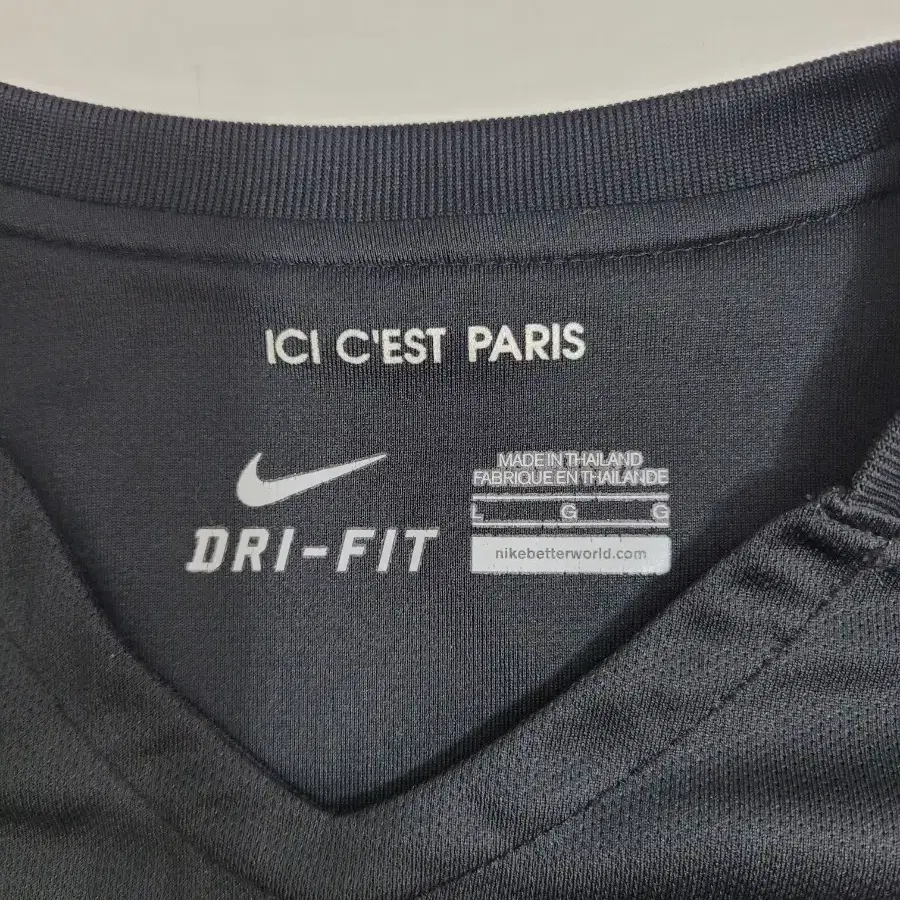 ICI C'EST PARIS
DRI-FIT
MADE IN THAILAND
FABRIQUE EN THAILANDE
L G G
nikebetterworld.com